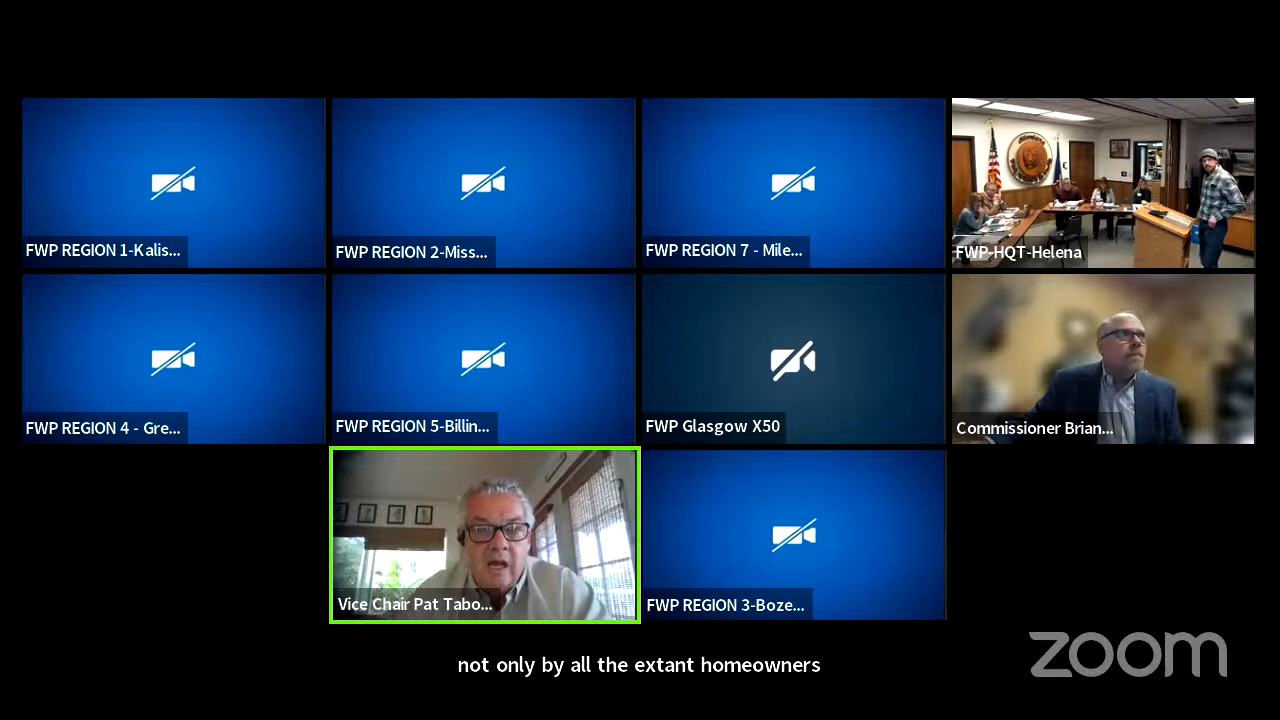 FWP REGION 1-Kalis...
FWP REGION 2-Miss...
FWP REGION 7 - Mile...
FWP-HQT-Helena
FWP REGION 4 - Gre...
FWP REGION 5-Billin...
FWP Glasgow X50
Commissioner Brian...
Vice Chair Pat Tabo...
FWP REGION 3-Boze...
not only by all the extant homeowners
zoom